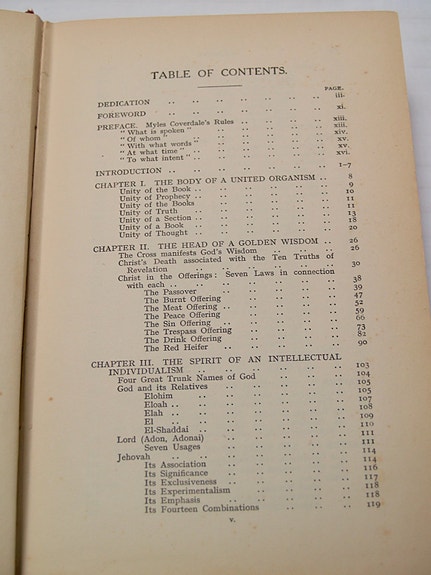 TABLE OF CONTENTS.
PAGE.
DEDICATION .. .. .. .. .. .. .. iii.
FOREWORD .. .. .. .. .. .. .. xi.
PREFACE. Myles Coverdale's Rules .. .. .. .. xiii.
" What is spoken " .. .. .. .. .. xiii.
" Of whom " .. .. .. .. .. .. xiv.
" With what words " .. .. .. .. .. xv.
" At what time " .. .. .. .. .. xv.
" To what intent " .. .. .. .. .. xvi.
INTRODUCTION .. .. .. .. .. .. 1-7
CHAPTER I. THE BODY OF A UNITED ORGANISM .. 8
Unity of the Book .. .. .. .. .. .. 9
Unity of Prophecy .. .. .. .. .. .. 10
Unity of the Books .. .. .. .. .. 11
Unity of Truth .. .. .. .. .. .. 11
Unity of a Section .. .. .. .. .. 13
Unity of a Book .. .. .. .. .. .. 18
Unity of Thought .. .. .. .. .. .. 20
CHAPTER II. THE HEAD OF A GOLDEN WISDOM .. 26
The Cross manifests God's Wisdom .. .. .. 26
Christ's Death associated with the Ten Truths of
Revelation .. .. .. .. .. .. 30
Christ in the Offerings: Seven Laws in connection
with each .. .. .. .. .. .. 38
The Passover .. .. .. .. .. 39
The Burnt Offering .. .. .. .. 47
The Meat Offering .. .. .. .. .. 52
The Peace Offering .. .. .. .. 59
The Sin Offering .. .. .. .. .. 66
The Trespass Offering .. .. .. .. 73
The Drink Offering .. .. .. .. 82
The Red Heifer .. .. .. .. .. 90
CHAPTER III. THE SPIRIT OF AN INTELLECTUAL
INDIVIDUALISM .. .. .. .. .. .. 103
Four Great Trunk Names of God .. .. .. .. 104
God and its Relatives .. .. .. .. .. 105
Elohim .. .. .. .. .. .. 105
Eloah .. .. .. .. .. .. 107
Elah .. .. .. .. .. .. 108
El .. .. .. .. .. .. 109
El-Shaddai .. .. .. .. .. 110
Lord (Adon, Adonai) .. .. .. .. .. 111
Seven Usages .. .. .. .. .. 111
Jehovah .. .. .. .. .. .. 114
Its Association .. .. .. .. .. 114
Its Significance .. .. .. .. .. 116
Its Exclusiveness .. .. .. .. .. 117
Its Experimentalism .. .. .. .. 118
Its Emphasis .. .. .. .. .. 118
Its Fourteen Combinations .. .. .. .. 119
v.